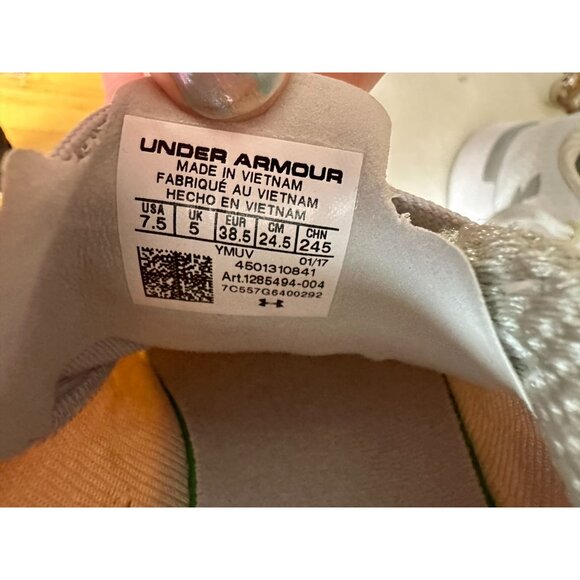 UNDER ARMOUR
MADE IN VIETNAM
FABRIQUÉ AU VIETNAM
HECHO EN VIETNAM
USA UK EUR CM CHN
7.5 5 38.5 24.5 245
YMUV 01/17
4501310841
Art.1285494-004
7C557G6400292